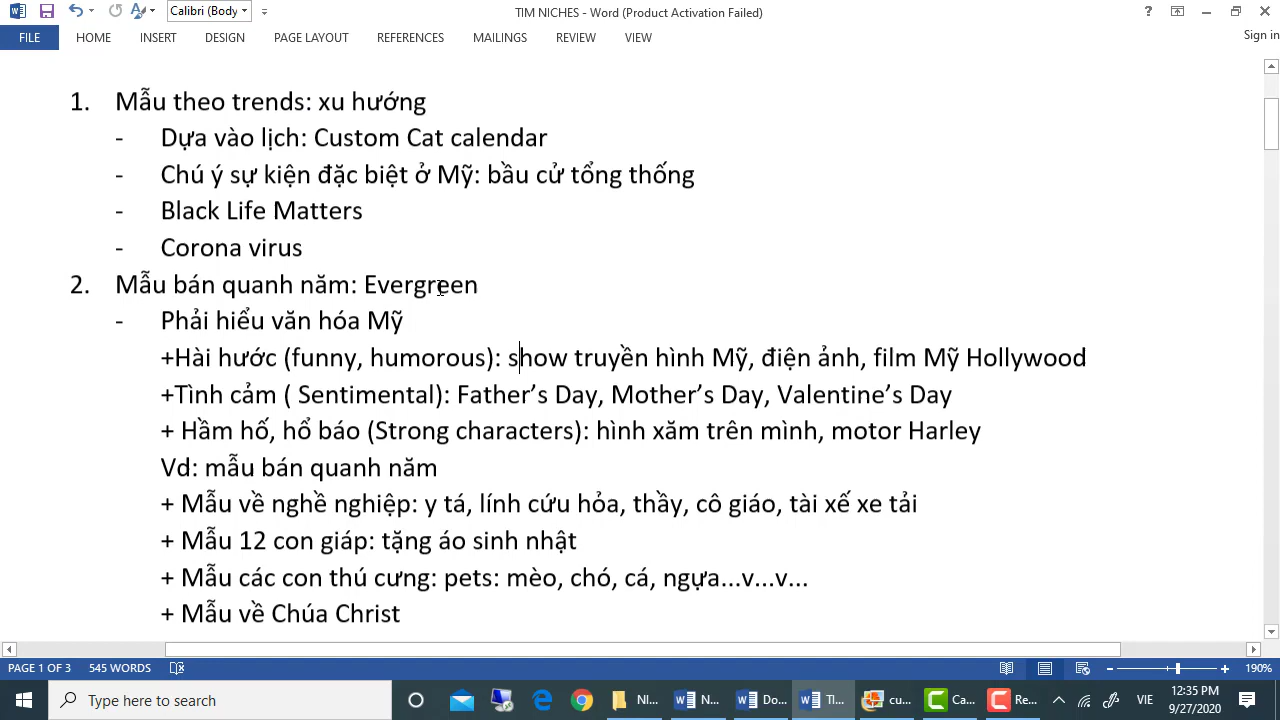 Calibri (Body
TIM NICHES - Word (Product Activation Failed)
?
FILE HOME INSERT DESIGN PAGE LAYOUT REFERENCES MAILINGS REVIEW VIEW
Sign in
1. Mẫu theo trends: xu hướng
- Dựa vào lịch: Custom Cat calendar
- Chú ý sự kiện đặc biệt ở Mỹ: bầu cử tổng thống
- Black Life Matters
- Corona virus
2. Mẫu bán quanh năm: Evergreen
- Phải hiểu văn hóa Mỹ
+Hài hước (funny, humorous): show truyền hình Mỹ, điện ảnh, film Mỹ Hollywood
+Tình cảm ( Sentimental): Father’s Day, Mother’s Day, Valentine’s Day
+ Hầm hố, hổ báo (Strong characters): hình xăm trên mình, motor Harley
Vd: mẫu bán quanh năm
+ Mẫu về nghề nghiệp: y tá, lính cứu hỏa, thầy, cô giáo, tài xế xe tải
+ Mẫu 12 con giáp: tặng áo sinh nhật
+ Mẫu các con thú cưng: pets: mèo, chó, cá, ngựa...v...v...
+ Mẫu về Chúa Christ
PAGE 1 OF 3 545 WORDS 190%
Type here to search NI... N... Do... TI... cu... Ca... Re... VIE
12:35 PM
9/27/2020